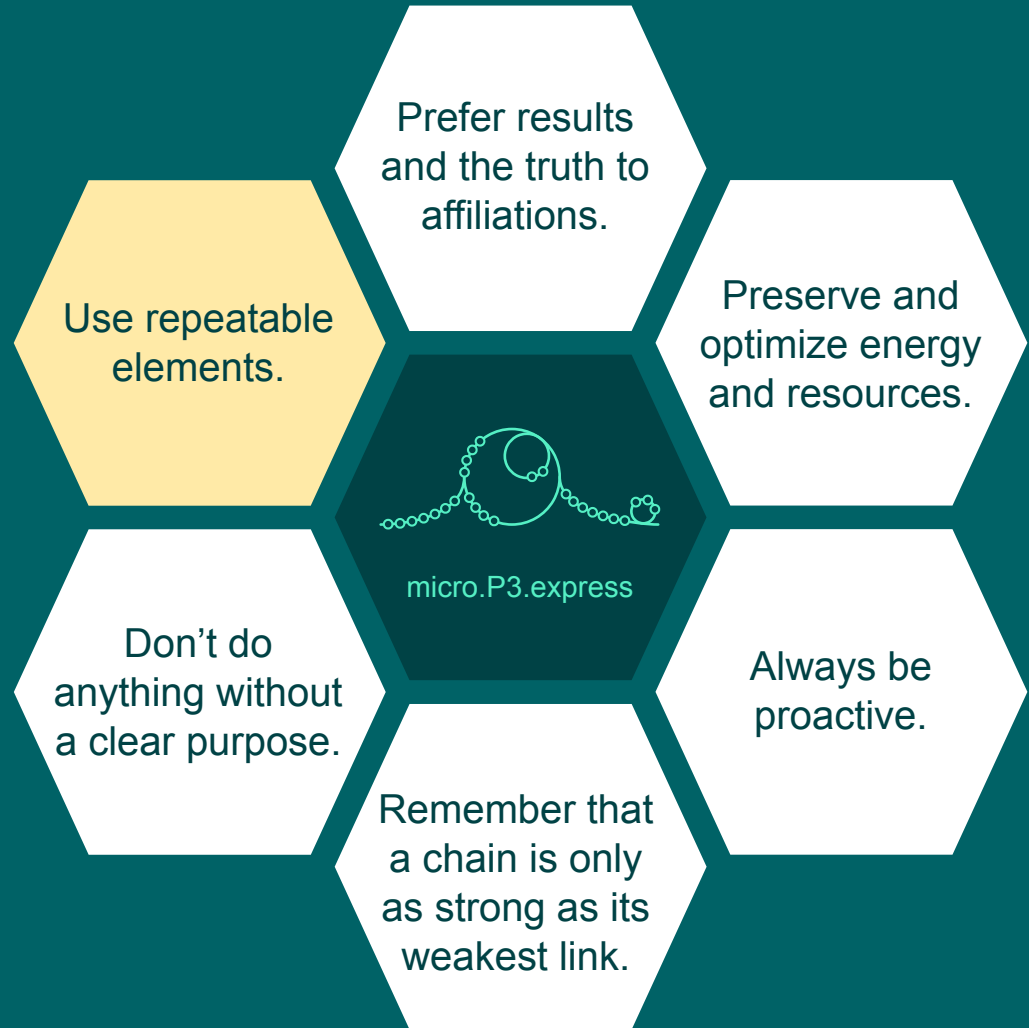 Prefer results
and the truth to
affiliations.
Preserve and
optimize energy
and resources.
Always be
proactive.
Remember that
a chain is only
as strong as its
weakest link.
Don’t do
anything without
a clear purpose.
Use repeatable
elements.
micro.P3.express